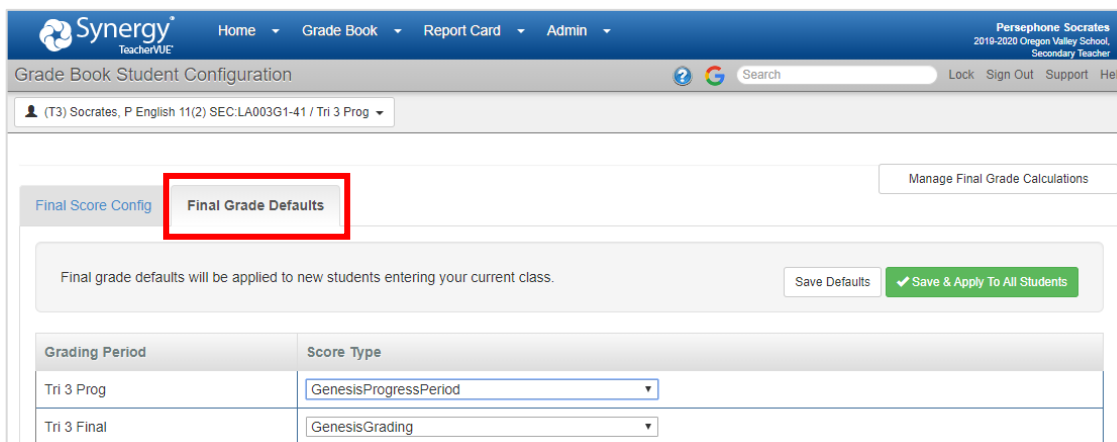 Synergy
TeacherVUE
Home Grade Book Report Card Admin
Persephone Socrates
2019-2020 Oregon Valley School,
Secondary Teacher
Grade Book Student Configuration
? G Search Lock Sign Out Support Hel
(T3) Socrates, P English 11(2) SEC:LA003G1-41 / Tri 3 Prog
Manage Final Grade Calculations
Final Score Config Final Grade Defaults
Final grade defaults will be applied to new students entering your current class.
Save Defaults Save & Apply To All Students
Grading Period Score Type
Tri 3 Prog GenesisProgressPeriod
Tri 3 Final GenesisGrading